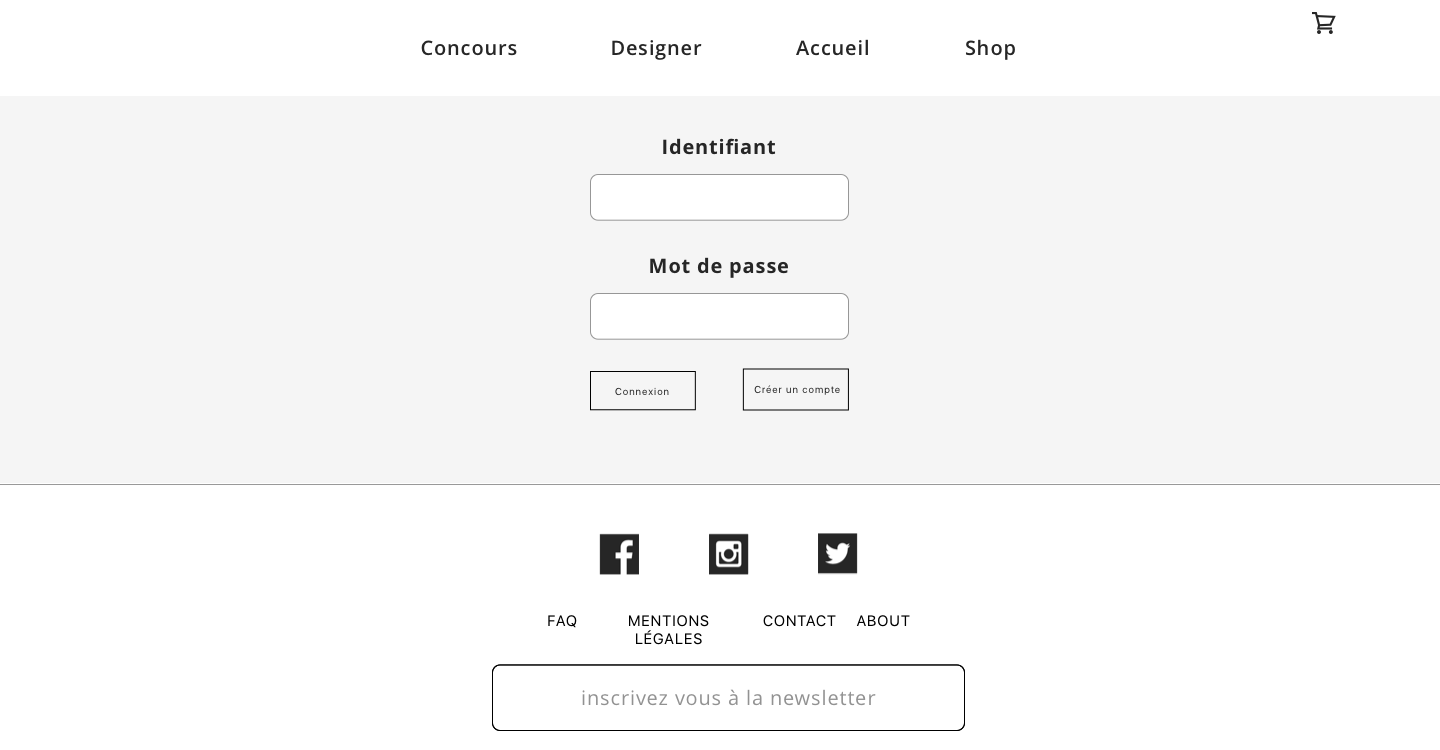 Concours Designer Accueil Shop
Identifiant
Mot de passe
Connexion Créer un compte
FAQ MENTIONS CONTACT ABOUT
LÉGALES
inscrivez vous à la newsletter